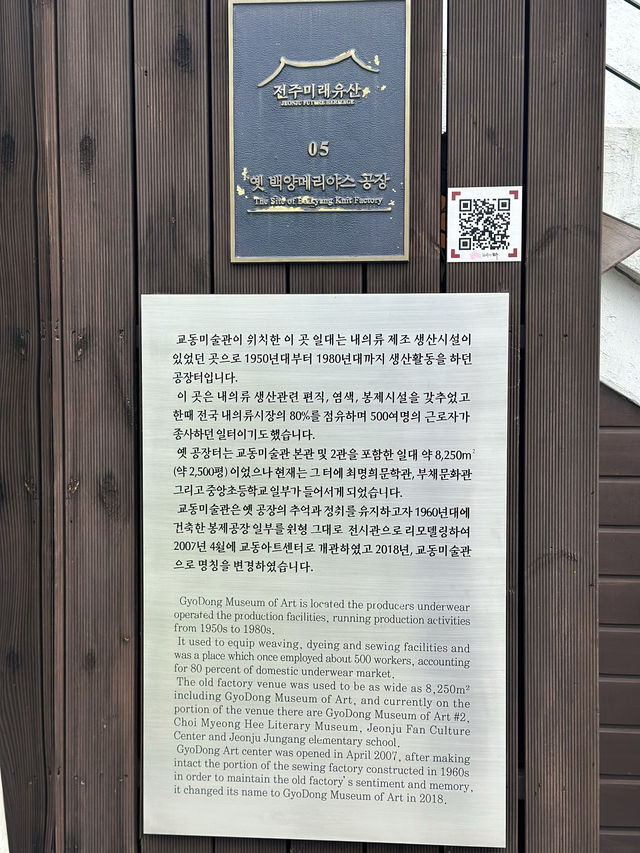 전주미래유산
JEONJU FUTURE HERITAGE
05
옛 백양메리야스 공장
The Site of Baekyang Knit Factory
교동미술관이 위치한 이 곳 일대는 내의류 제조 생산시설이
있었던 곳으로 1950년대부터 1980년대까지 생산활동을 하던
공장터입니다.
이 곳은 내의류 생산관련 편직, 염색, 봉제시설을 갖추었고
한때 전국 내의류시장의 80%를 점유하며 500여명의 근로자가
종사하던 일터이기도 했습니다.
옛 공장터는 교동미술관 본관 및 2관을 포함한 일대 약 8,250m²
(약 2,500평) 이었으나 현재는 그 터에 최명희문학관, 부채문화관
그리고 중앙초등학교 일부가 들어서게 되었습니다.
교동미술관은 옛 공장의 추억과 정취를 유지하고자 1960년대에
건축한 봉제공장 일부를 원형 그대로 전시관으로 리모델링하여
2007년 4월에 교동아트센터로 개관하였고 2018년, 교동미술관
으로 명칭을 변경하였습니다.
GyoDong Museum of Art is located the producers underwear
operated the production facilities, running production activities
from 1950s to 1980s.
It used to equip weaving, dyeing and sewing facilities and
was a place which once employed about 500 workers, accounting
for 80 percent of domestic underwear market.
The old factory venue was used to be as wide as 8,250m²
including GyoDong Museum of Art, and currently on the
portion of the venue there are GyoDong Museum of Art #2,
Choi Myeong Hee Literary Museum, Jeonju Fan Culture
Center and Jeonju Jungang elementary school.
GyoDong Art center was opened in April 2007, after making
intact the portion of the sewing factory constructed in 1960s
in order to maintain the old factory's sentiment and memory,
it changed its name to GyoDong Museum of Art in 2018.